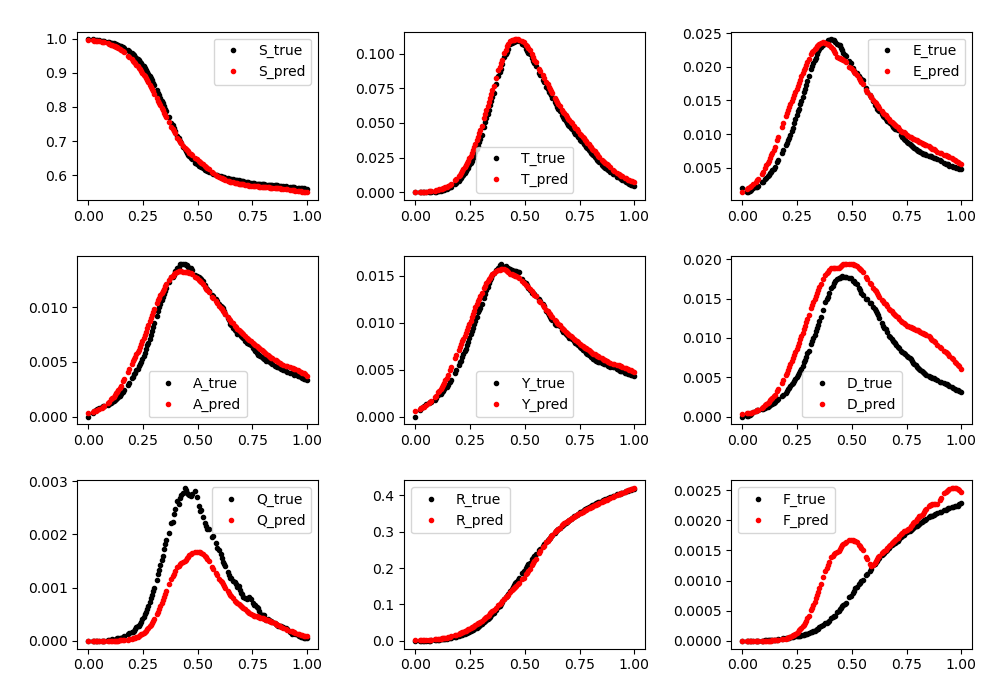 S_true
S_pred
1.0
0.9
0.8
0.7
0.6
0.00 0.25 0.50 0.75 1.00
T_true
T_pred
0.100
0.075
0.050
0.025
0.000
0.00 0.25 0.50 0.75 1.00
E_true
E_pred
0.025
0.020
0.015
0.010
0.005
0.00 0.25 0.50 0.75 1.00
A_true
A_pred
0.010
0.005
0.000
0.00 0.25 0.50 0.75 1.00
Y_true
Y_pred
0.015
0.010
0.005
0.000
0.00 0.25 0.50 0.75 1.00
D_true
D_pred
0.020
0.015
0.010
0.005
0.000
0.00 0.25 0.50 0.75 1.00
Q_true
Q_pred
0.003
0.002
0.001
0.000
0.00 0.25 0.50 0.75 1.00
R_true
R_pred
0.4
0.3
0.2
0.1
0.0
0.00 0.25 0.50 0.75 1.00
F_true
F_pred
0.0025
0.0020
0.0015
0.0010
0.0005
0.0000
0.00 0.25 0.50 0.75 1.00